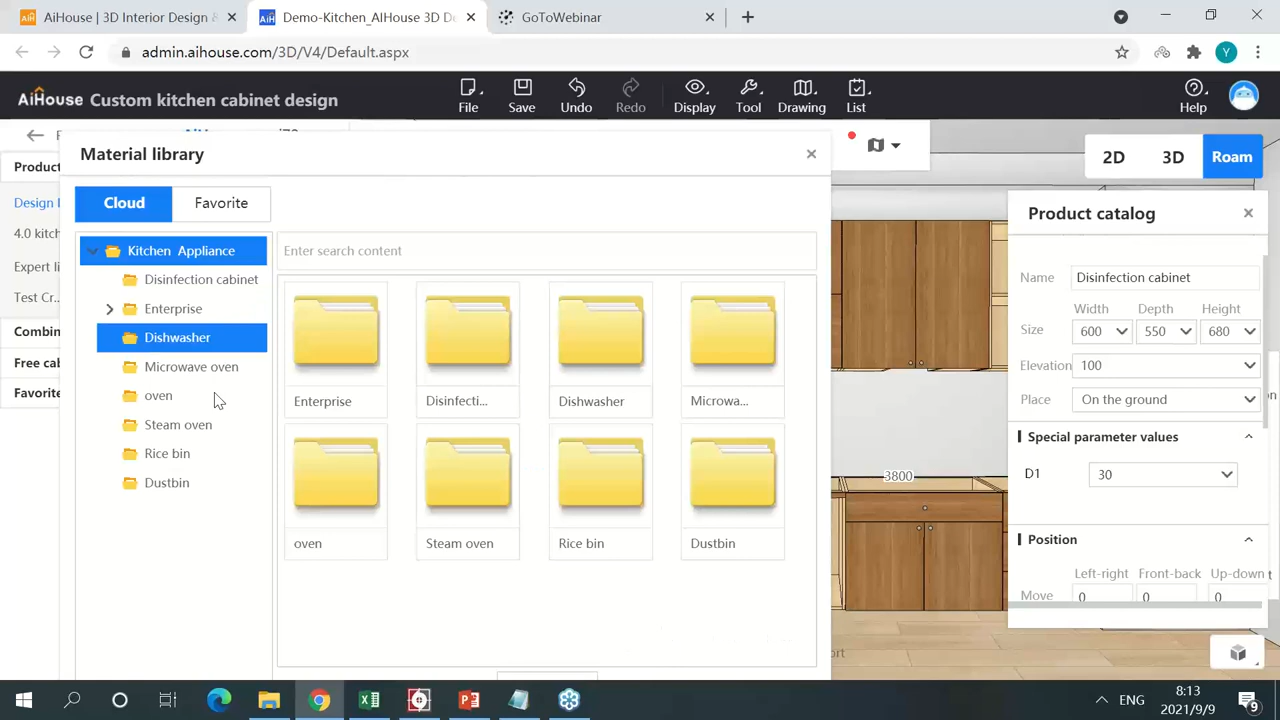 AiHouse | 3D Interior Design &
Demo-Kitchen_AIHouse 3D De
GoToWebinar
admin.aihouse.com/3D/V4/Default.aspx
Y
AiHOUSE Custom kitchen cabinet design
File
Save
Undo
Redo
Display
Tool
Drawing
List
Help
2D
3D
Roam
Product
Design
4.0 kitch
Expert li
Test Cr...
Combin
Free cab
Favorite
Material library
Cloud
Favorite
Kitchen Appliance
Disinfection cabinet
Enterprise
Dishwasher
Microwave oven
oven
Steam oven
Rice bin
Dustbin
Enter search content
Enterprise
Disinfecti...
Dishwasher
Microwa...
oven
Steam oven
Rice bin
Dustbin
3800
Product catalog
Name Disinfection cabinet
Width Depth Height
Size 600 550 680
Elevation 100
Place On the ground
Special parameter values
D1 30
Position
Left-right Front-back Up-down
Move 0 0 0
ENG
8:13
2021/9/9
9